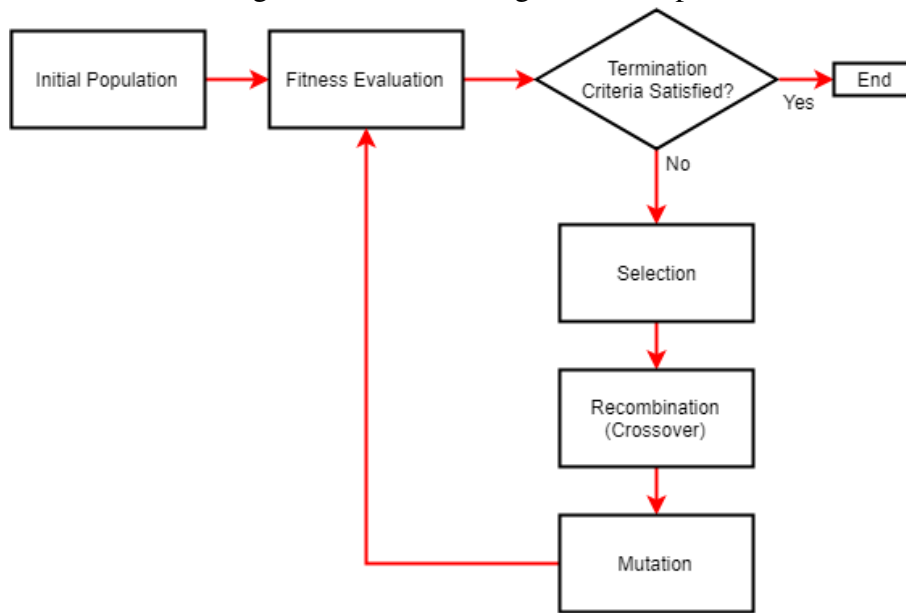 Initial Population
Fitness Evaluation
Termination
Criteria Satisfied?
Yes
End
No
Selection
Recombination
(Crossover)
Mutation